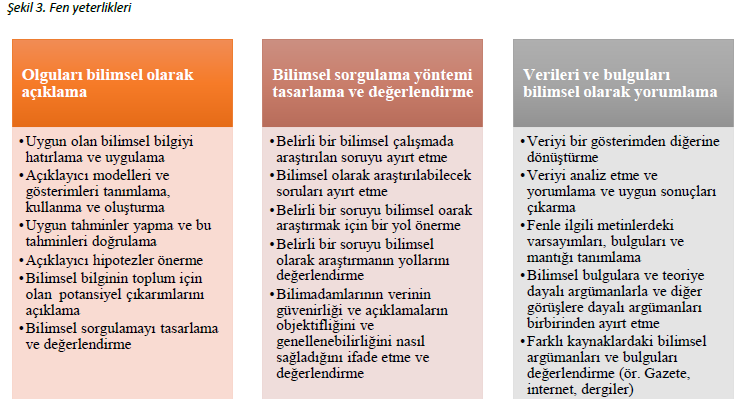 Şekil 3. Fen yeterlikleri
Olguları bilimsel olarak
açıklama
•Uygun olan bilimsel bilgiyi
hatırlama ve uygulama
•Açıklayıcı modelleri ve
gösterimleri tanımlama,
kullanma ve oluşturma
•Uygun tahminler yapma ve bu
tahminleri doğrulama
•Açıklayıcı hipotezler önerme
•Bilimsel bilginin toplum için
olan potansiyel çıkarımlarını
açıklama
•Bilimsel sorgulamayı tasarlama
ve değerlendirme
Bilimsel sorgulama yöntemi
tasarlama ve değerlendirme
•Belirli bir bilimsel çalışmada
araştırılan soruyu ayırt etme
•Bilimsel olarak araştırılabilecek
soruları ayırt etme
•Belirli bir soruyu bilimsel oarak
araştırmak için bir yol önerme
•Belirli bir soruyu bilimsel
olarak araştırmanın yollarını
değerlendirme
•Bilimadamlarının verinin
güvenirliği ve açıklamaların
objektifliğini ve
genellenebilirliğini nasıl
sağladığını ifade etme ve
değerlendirme
Verileri ve bulguları
bilimsel olarak yorumlama
•Veriyi bir gösterimden diğerine
dönüştürme
•Veriyi analiz etme ve
yorumlama ve uygun sonuçları
çıkarma
•Fenle ilgili metinlerdeki
varsayımları, bulguları ve
mantığı tanımlama
•Bilimsel bulgulara ve teoriye
dayalı argümanlarla ve diğer
görüşlere dayalı argümanları
birbirinden ayırt etme
•Farklı kaynaklardaki bilimsel
argümanları ve bulguları
değerlendirme (ör. Gazete,
internet, dergiler)